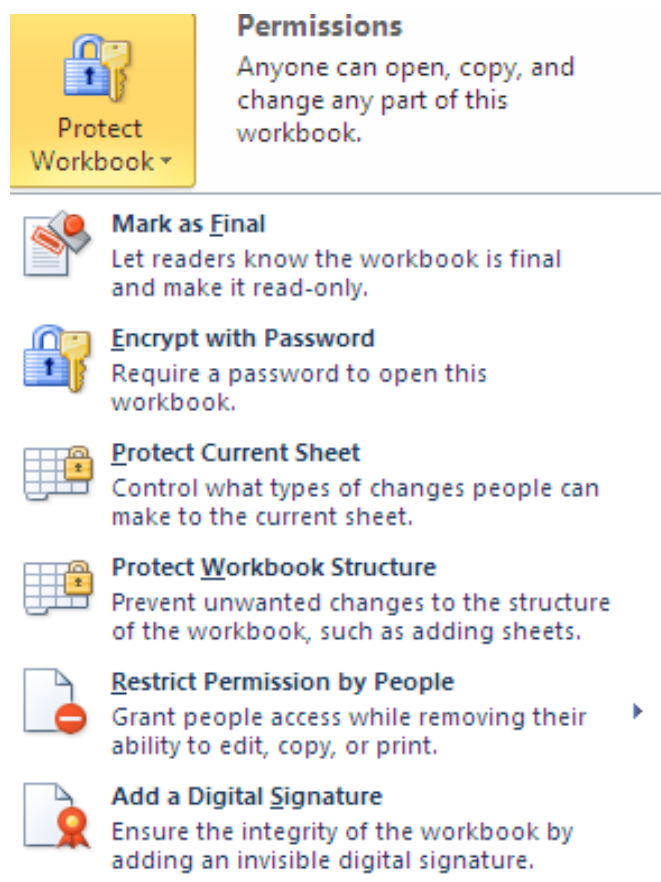 Protect
Workbook
Permissions
Anyone can open, copy, and
change any part of this
workbook.
Mark as Final
Let readers know the workbook is final
and make it read-only.
Encrypt with Password
Require a password to open this
workbook.
Protect Current Sheet
Control what types of changes people can
make to the current sheet.
Protect Workbook Structure
Prevent unwanted changes to the structure
of the workbook, such as adding sheets.
Restrict Permission by People
Grant people access while removing their
ability to edit, copy, or print.
Add a Digital Signature
Ensure the integrity of the workbook by
adding an invisible digital signature.